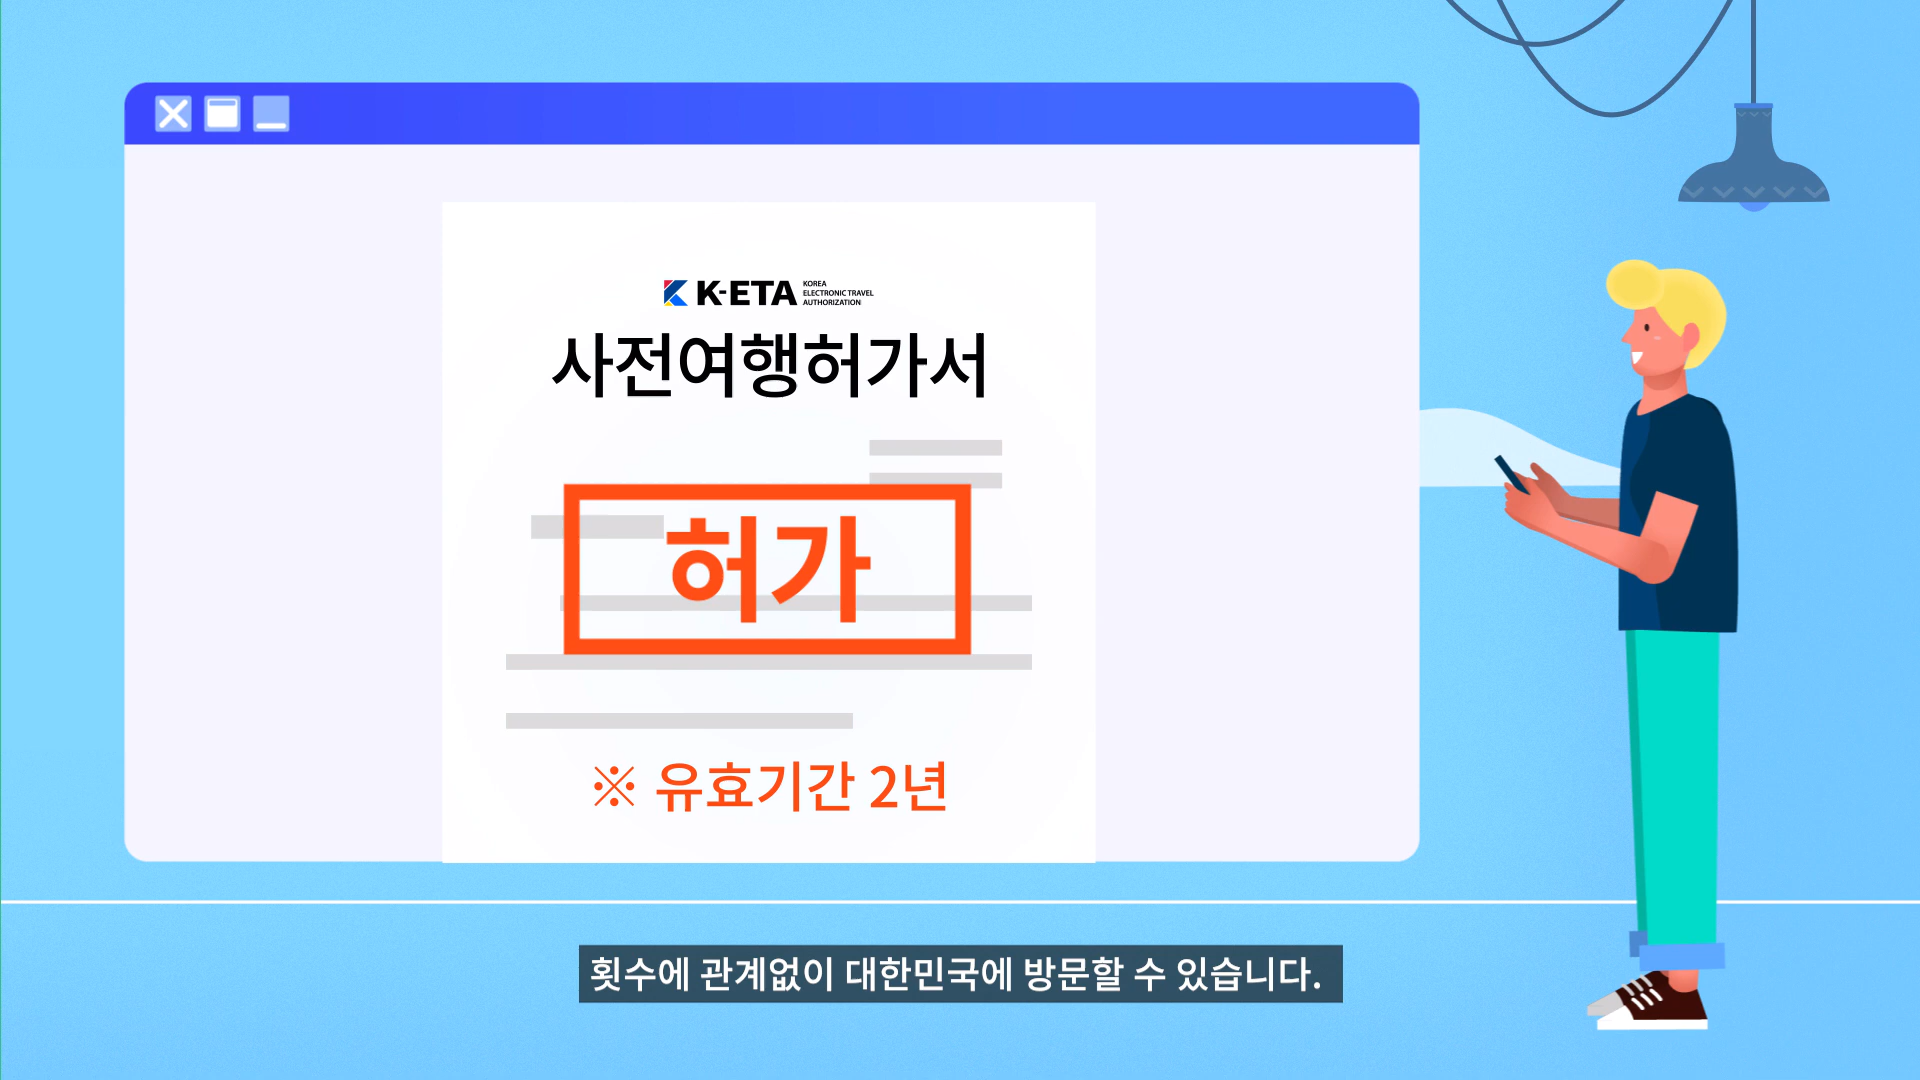 K-ETA KOREA
ELECTRONIC TRAVEL
AUTHORIZATION
사전여행허가서
허가
※ 유효기간 2년
횟수에 관계없이 대한민국에 방문할 수 있습니다.